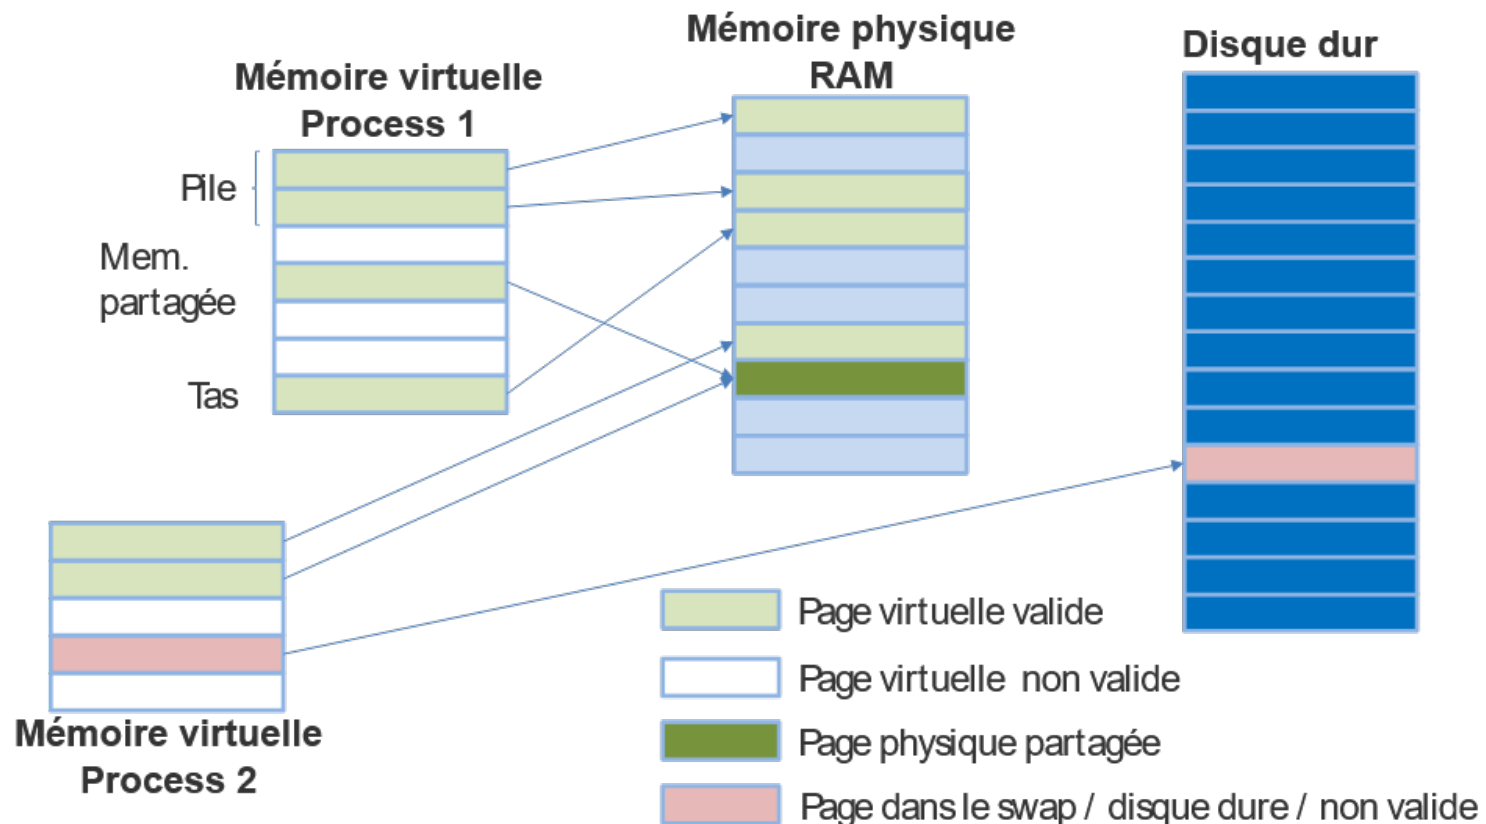 Mémoire physique
RAM
Disque dur
Mémoire virtuelle
Process 1
Pile
Mem.
partagée
Tas
Mémoire virtuelle
Process 2
Page virtuelle valide
Page virtuelle non valide
Page physique partagée
Page dans le swap / disque dure / non valide